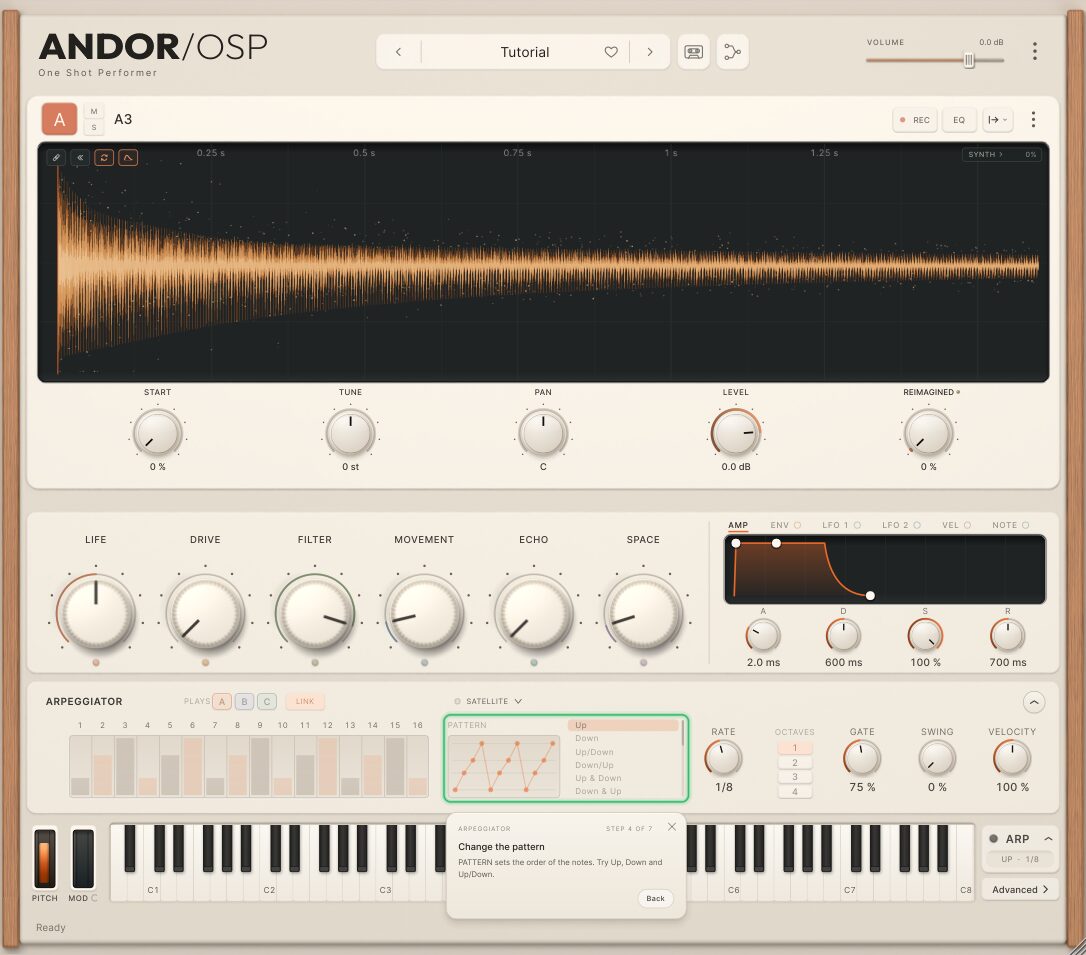 ANDOR/OSP
One Shot Performer
Tutorial
VOLUME 0.0 dB
A M S A3
REC EQ
0.25 s 0.5 s 0.75 s 1 s 1.25 s
SYNTH > 0%
START TUNE PAN LEVEL REIMAGINED
0 % 0 st C 0.0 dB 0 %
LIFE DRIVE FILTER MOVEMENT ECHO SPACE
AMP ENV LFO 1 LFO 2 VEL NOTE
A D S R
2.0 ms 600 ms 100 % 700 ms
ARPEGGIATOR PLAYS A B C LINK SATELLITE
1 2 3 4 5 6 7 8 9 10 11 12 13 14 15 16
PATTERN
Up
Down
Up/Down
Down/Up
Up & Down
Down & Up
RATE OCTAVES GATE SWING VELOCITY
1
2
3
4
1/8 75 % 0 % 100 %
ARPEGGIATOR STEP 4 OF 7
Change the pattern
PATTERN sets the order of the notes. Try Up, Down and
Up/Down.
Back
C1 C2 C3 C6 C7 C8
PITCH MOD
ARP
UP · 1/8
Advanced >
Ready